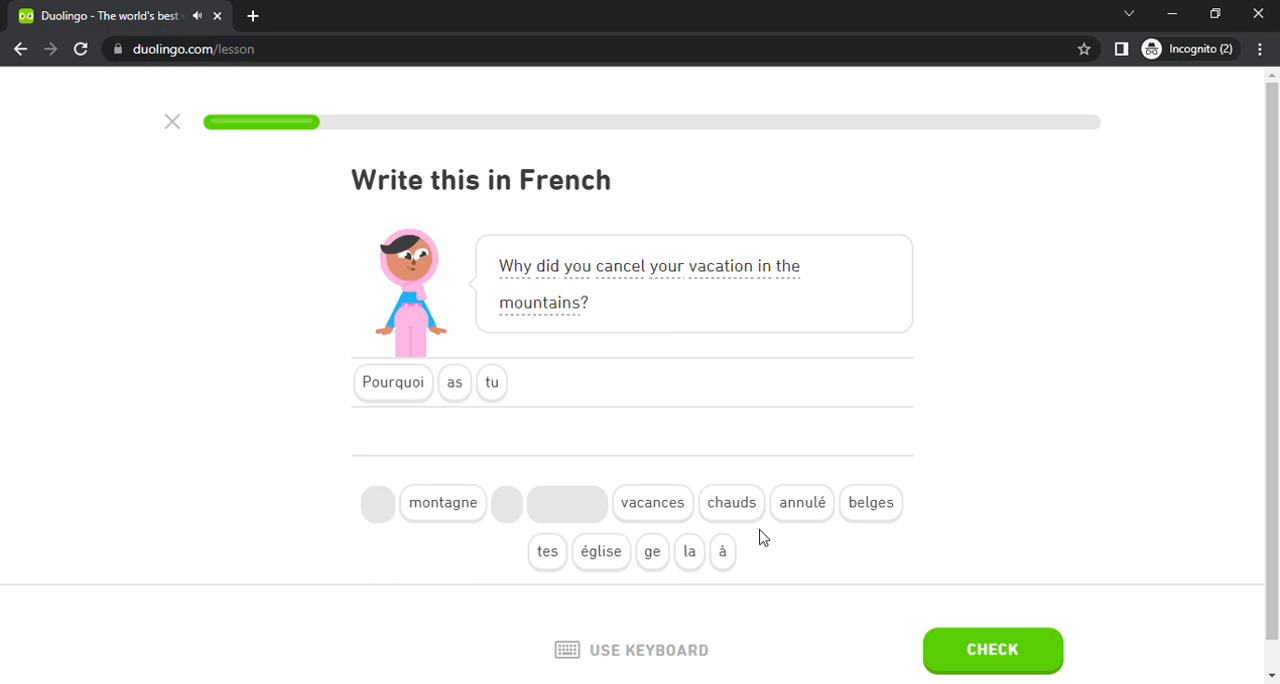 Duolingo - The world's best
duolingo.com/lesson
Incognito (2)
Write this in French
Why did you cancel your vacation in the
mountains?
Pourquoi as tu
montagne vacances chauds annulé belges
tes église ge la à
USE KEYBOARD CHECK